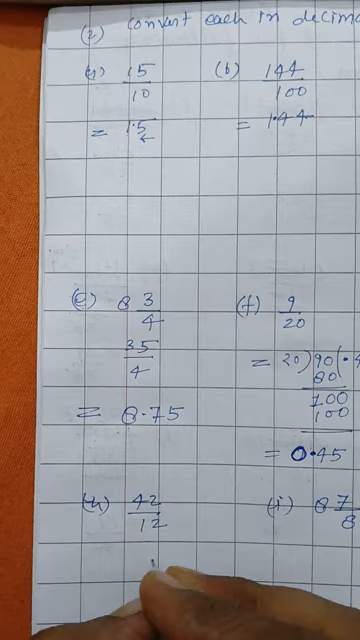 (2) convert each in decima
(a) 15/10 (b) 144/100
= 1.5 = 1.44
(e) 8 3/4 (f) 9/20
35/4 = 20) 90 (.4
80
100
100
= 8.75
= 0.45
(h) 42/12 (i) 8 7/8